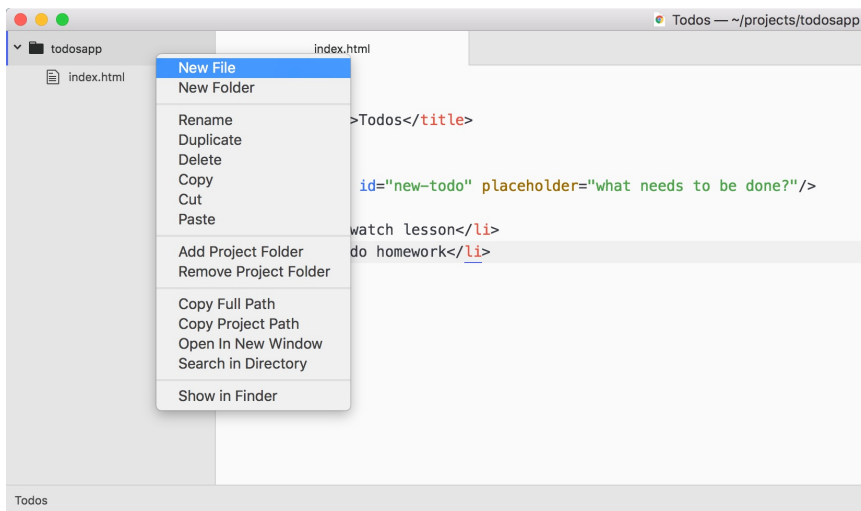 Todos — ~/projects/todosapp
todosapp
index.html
index.html
New File
New Folder
Rename
Duplicate
Delete
Copy
Cut
Paste
Add Project Folder
Remove Project Folder
Copy Full Path
Copy Project Path
Open In New Window
Search in Directory
Show in Finder
>Todos</title>
id="new-todo" placeholder="what needs to be done?"/>
watch lesson</li>
do homework</li>
Todos